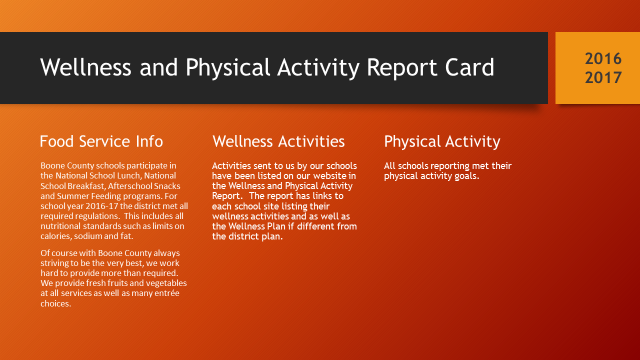 Wellness and Physical Activity Report Card
2016
2017
Food Service Info
Boone County schools participate in
the National School Lunch, National
School Breakfast, Afterschool Snacks
and Summer Feeding programs. For
school year 2016-17 the district met all
required regulations.  This includes all
nutritional standards such as limits on
calories, sodium and fat.
Of course with Boone County always
striving to be the very best, we work
hard to provide more than required.
We provide fresh fruits and vegetables
at all services as well as many entrée
choices.
Wellness Activities
Activities sent to us by our schools
have been listed on our website in
the Wellness and Physical Activity
Report.  The report has links to
each school site listing their
wellness activities and as well as
the Wellness Plan if different from
the district plan.
Physical Activity
All schools reporting met their
physical activity goals.